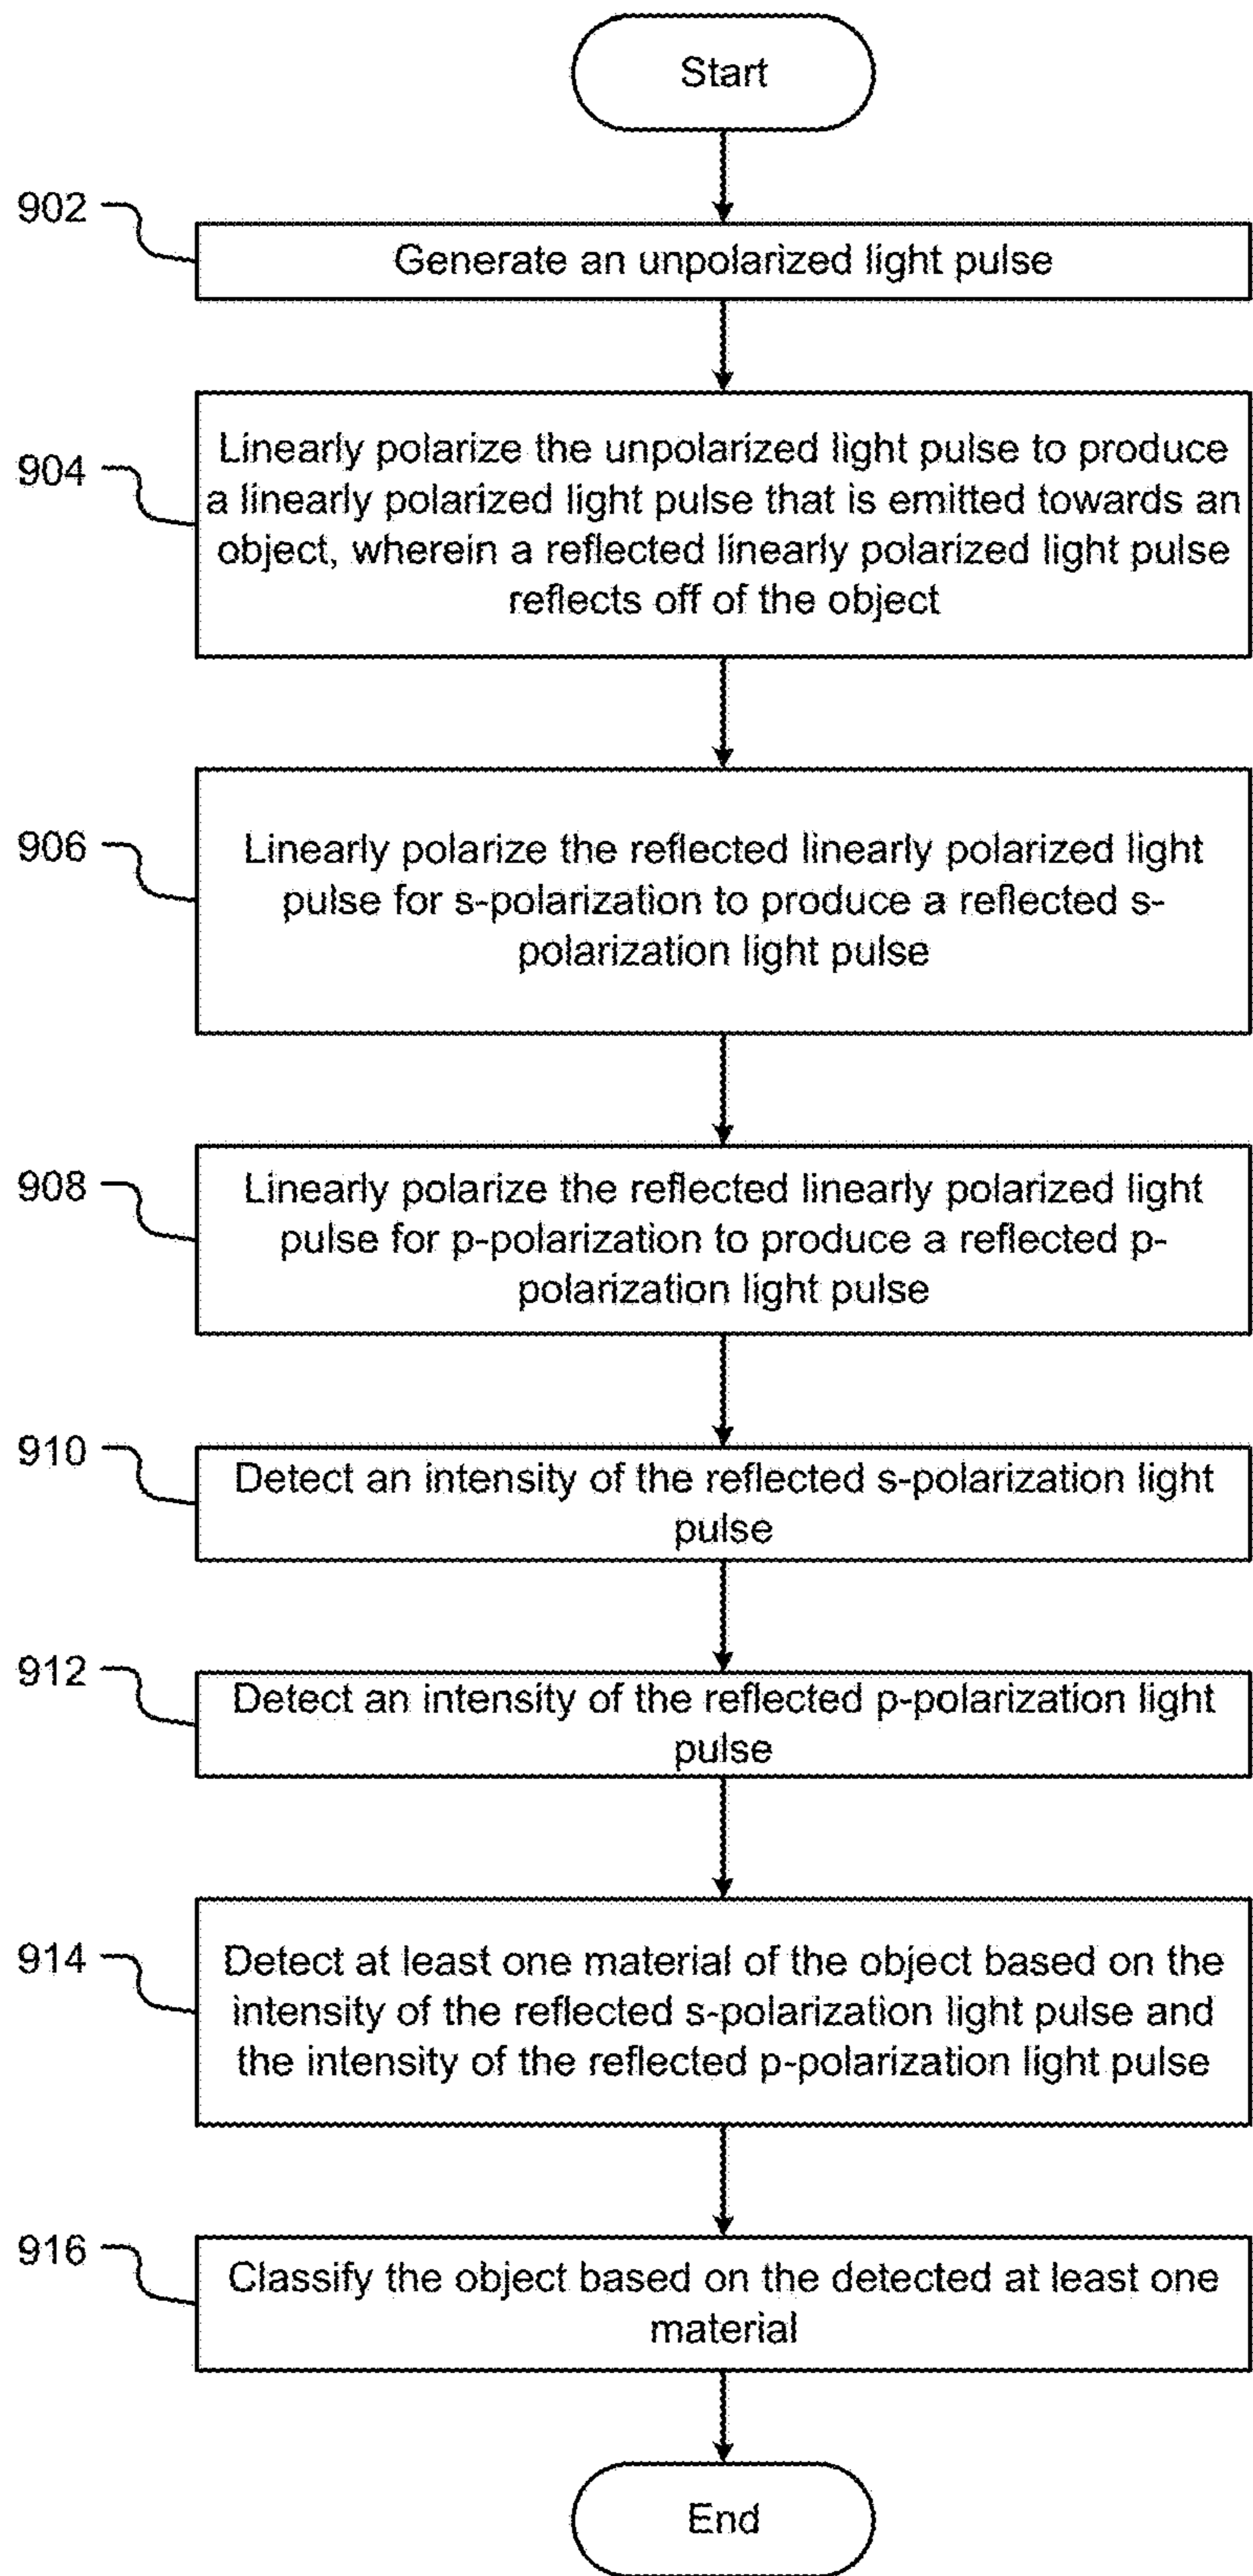 Start
902
Generate an unpolarized light pulse
904
Linearly polarize the unpolarized light pulse to produce
a linearly polarized light pulse that is emitted towards an
object, wherein a reflected linearly polarized light pulse
reflects off of the object
906
Linearly polarize the reflected linearly polarized light
pulse for s-polarization to produce a reflected s-
polarization light pulse
908
Linearly polarize the reflected linearly polarized light
pulse for p-polarization to produce a reflected p-
polarization light pulse
910
Detect an intensity of the reflected s-polarization light
pulse
912
Detect an intensity of the reflected p-polarization light
pulse
914
Detect at least one material of the object based on the
intensity of the reflected s-polarization light pulse and
the intensity of the reflected p-polarization light pulse
916
Classify the object based on the detected at least one
material
End